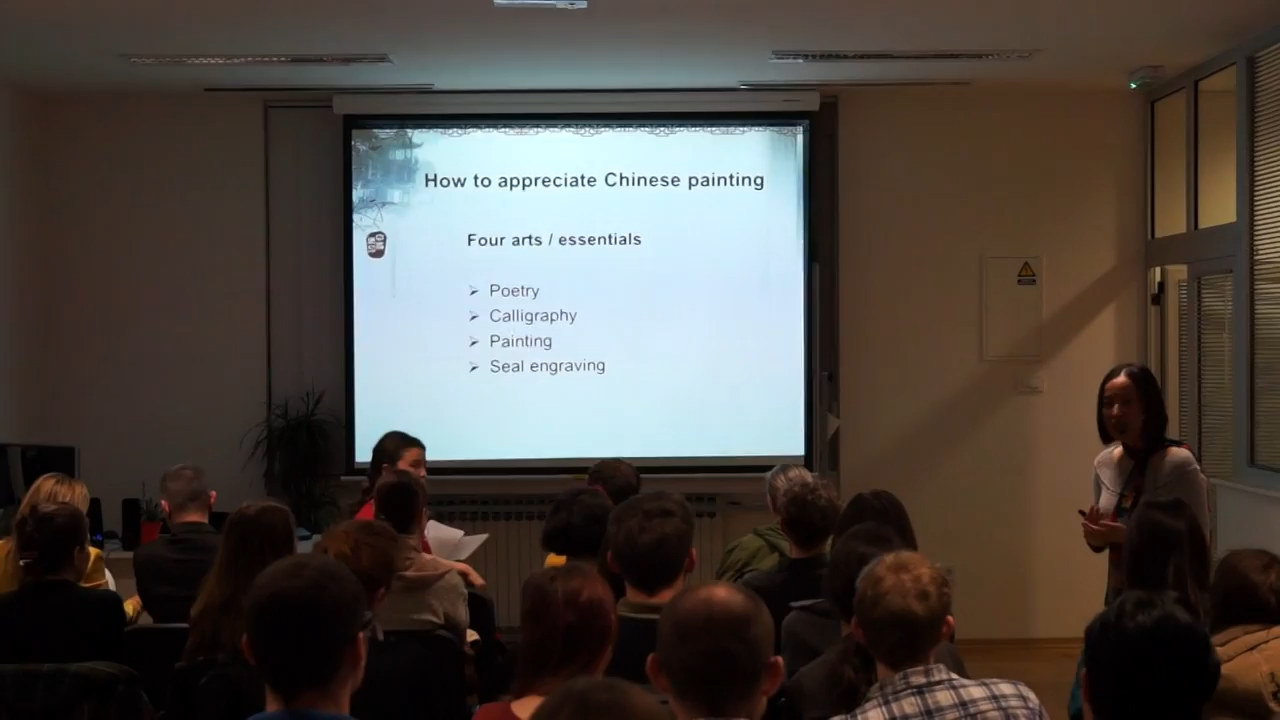 How to appreciate Chinese painting
Four arts / essentials
➢ Poetry
➢ Calligraphy
➢ Painting
➢ Seal engraving